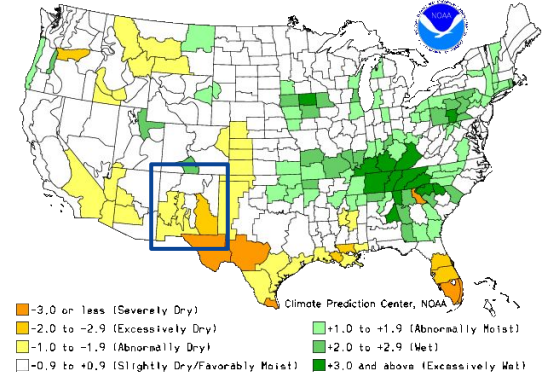 NOAA
Climate Prediction Center, NOAA
-3.0 or less (Severely Dry)
-2.0 to -2.9 (Excessively Dry)
-1.0 to -1.9 (Abnormally Dry)
-0.9 to +0.9 (Slightly Dry/Favorably Moist)
+1.0 to +1.9 (Abnormally Moist)
+2.0 to +2.9 (Wet)
+3.0 and above (Excessively Wet)